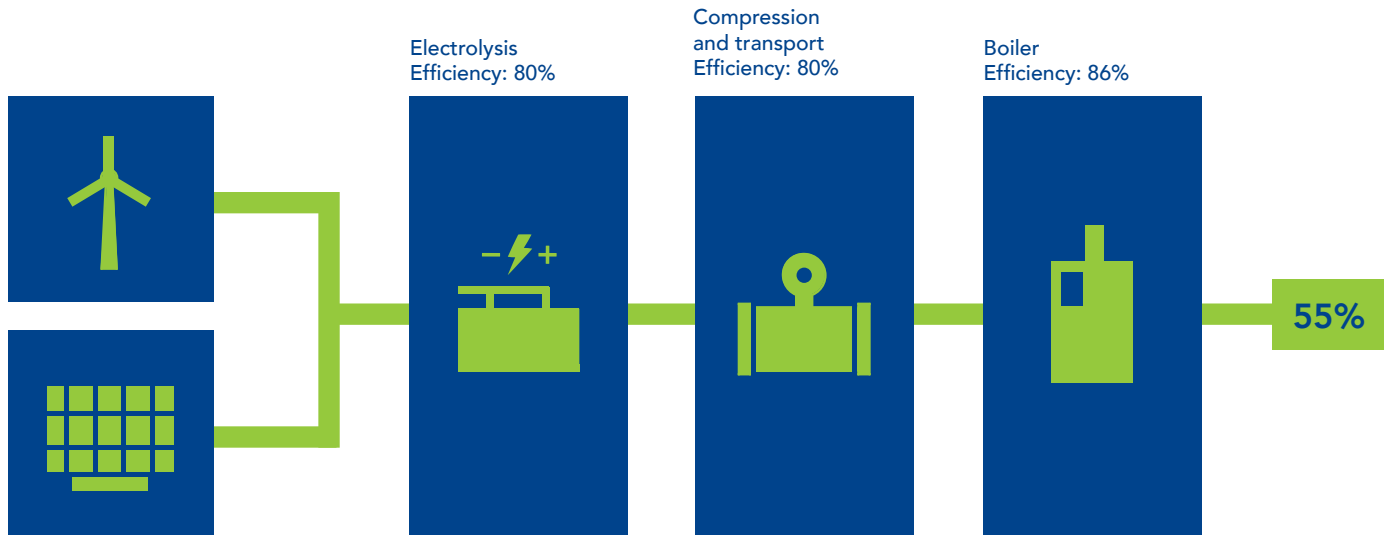 Electrolysis
Efficiency: 80%
Compression
and transport
Efficiency: 80%
Boiler
Efficiency: 86%
55%